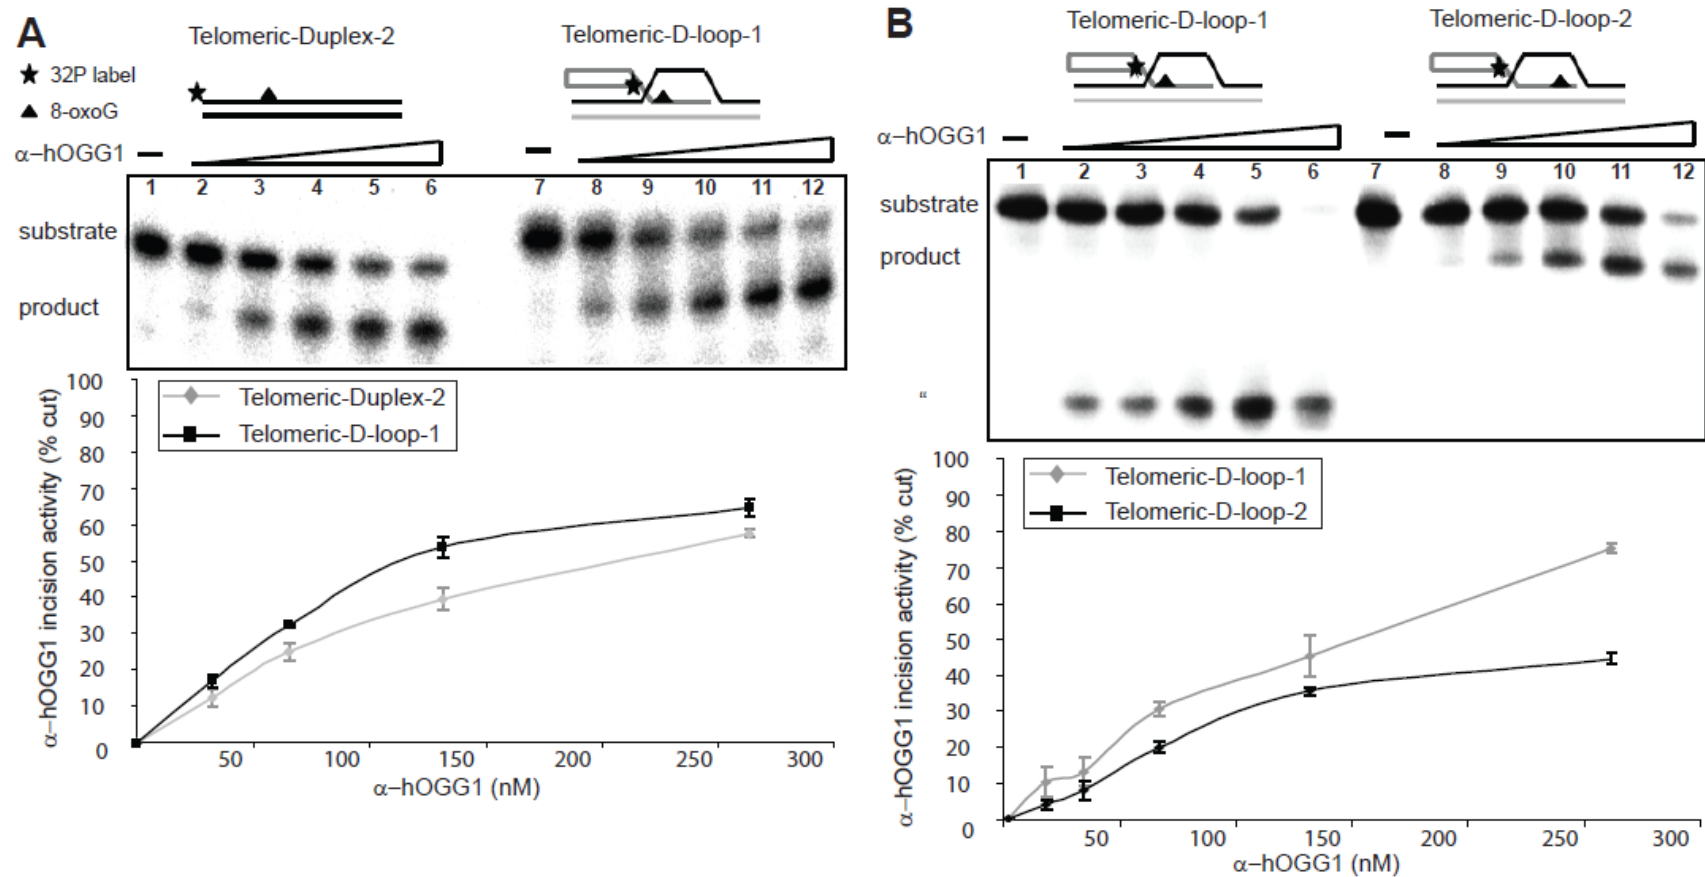 A
Telomeric-Duplex-2
Telomeric-D-loop-1
32P label
8-oxoG
α−hOGG1
1 2 3 4 5 6 7 8 9 10 11 12
substrate
product
100
90
80
70
60
50
40
30
20
10
0
α−hOGG1 incision activity (% cut)
Telomeric-Duplex-2
Telomeric-D-loop-1
50 100 150 200 250 300
α−hOGG1 (nM)
B
Telomeric-D-loop-1
Telomeric-D-loop-2
α−hOGG1
1 2 3 4 5 6 7 8 9 10 11 12
substrate
product
“
100
90
80
70
60
50
40
30
20
10
0
α−hOGG1 incision activity (% cut)
Telomeric-D-loop-1
Telomeric-D-loop-2
50 100 150 200 250 300
α−hOGG1 (nM)